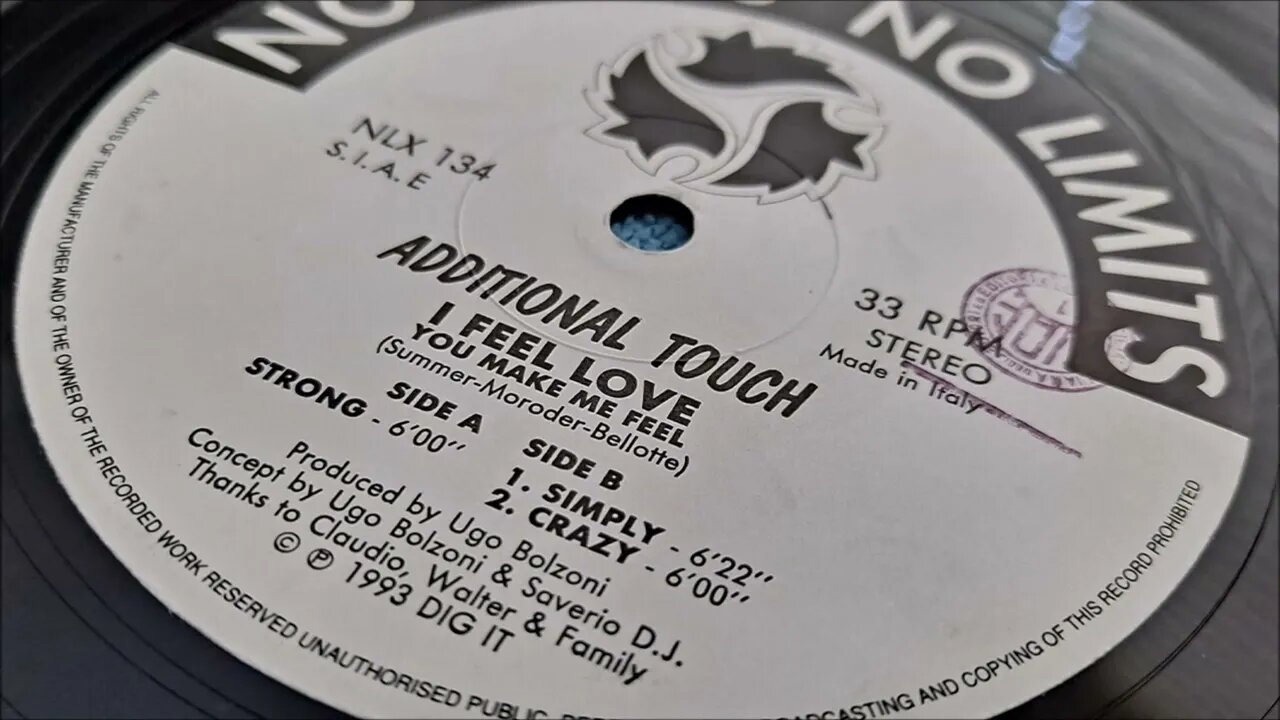 NO LIMITS
NLX 134
S.I.A.E
ADDITIONAL TOUCH
I FEEL LOVE
YOU MAKE ME FEEL
(Summer-Moroder-Bellotte)
33 RPM
STEREO
Made in Italy
SIDE A
STRONG - 6'00''
SIDE B
1. SIMPLY - 6'22''
2. CRAZY - 6'00''
Produced by Ugo Bolzoni
Concept by Ugo Bolzoni & Saverio D.J.
Thanks to Claudio, Walter & Family
© ℗ 1993 DIG IT
ALL RIGHTS OF THE MANUFACTURER AND OF THE OWNER OF THE RECORDED WORK RESERVED UNAUTHORISED PUBLIC AND COPYING OF THIS RECORD PROHIBITED